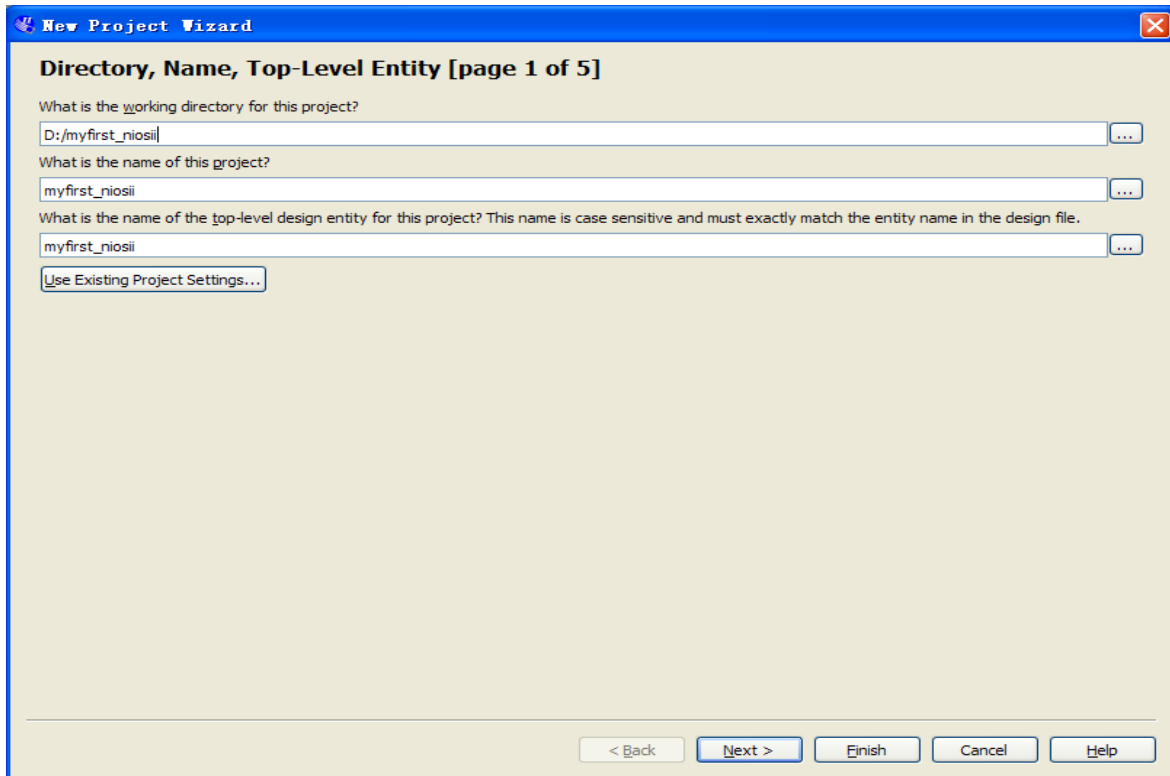 New Project Wizard
Directory, Name, Top-Level Entity [page 1 of 5]
What is the working directory for this project?
D:/myfirst_niosii
...
What is the name of this project?
myfirst_niosii
...
What is the name of the top-level design entity for this project? This name is case sensitive and must exactly match the entity name in the design file.
myfirst_niosii
...
Use Existing Project Settings...
< Back Next > Finish Cancel Help